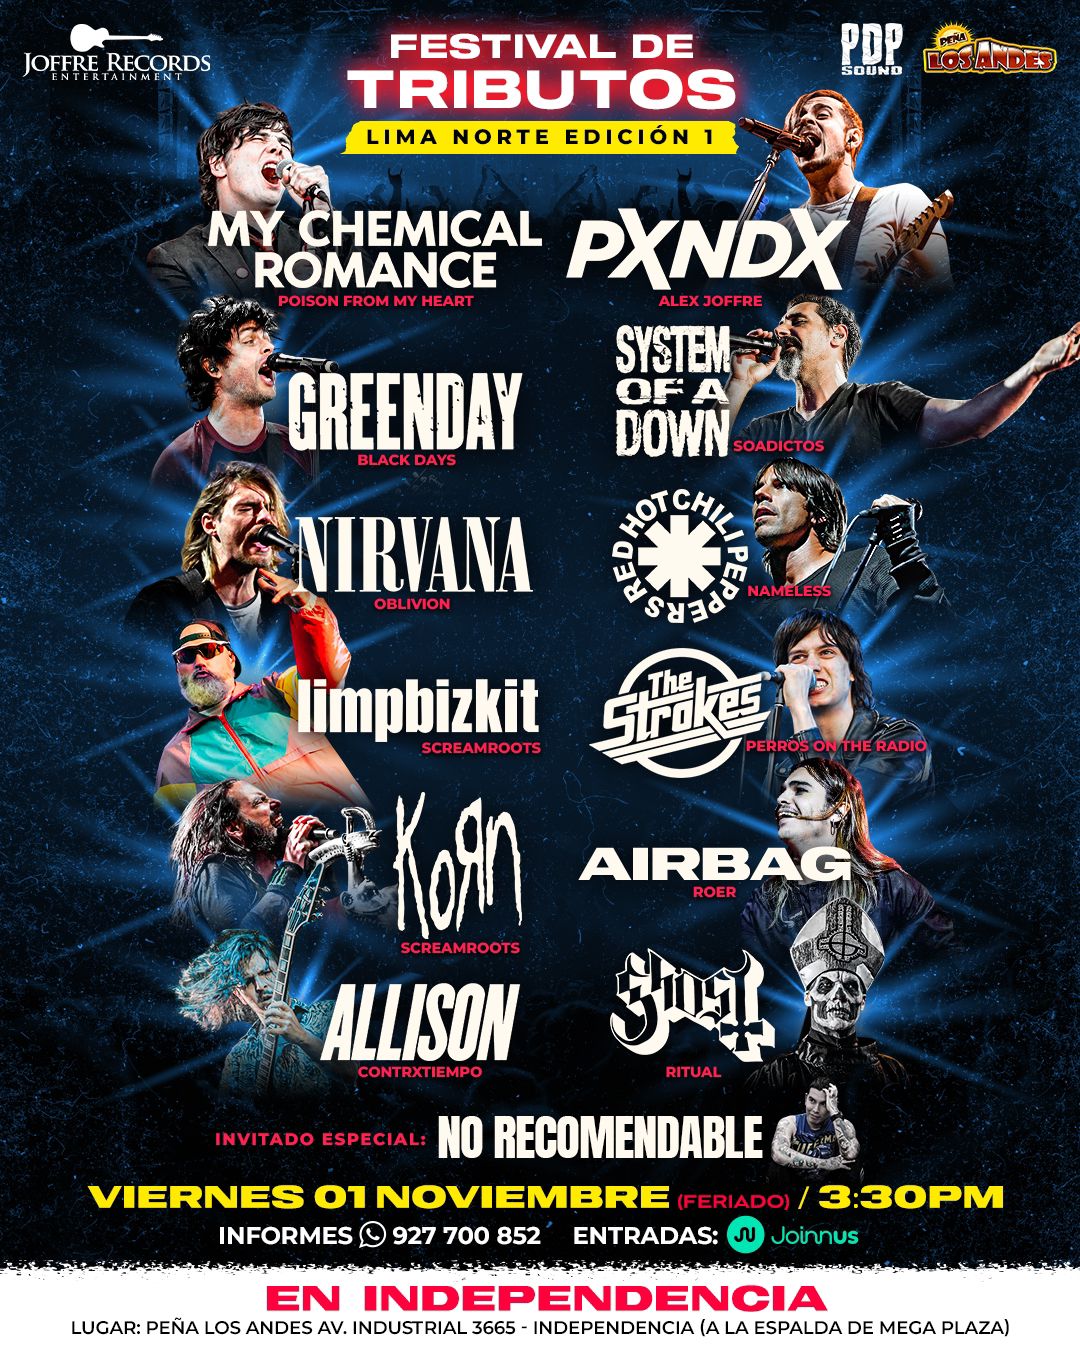 JOFFRE RECORDS
ENTERTAINMENT
FESTIVAL DE
TRIBUTOS
LIMA NORTE EDICIÓN 1
PDP
SOUND
PEÑA
LOS ANDES
MY CHEMICAL
ROMANCE
POISON FROM MY HEART
PXNDX
ALEX JOFFRE
GREENDAY
BLACK DAYS
SYSTEM
OF A
DOWN
SOADICTOS
NIRVANA
OBLIVION
RED HOT CHILI PEPPERS
NAMELESS
limpbizkit
SCREAMROOTS
The
Strokes
PERROS ON THE RADIO
KoЯn
SCREAMROOTS
AIRBAG
ROER
ALLISON
CONTRXTIEMPO
Ghost
RITUAL
INVITADO ESPECIAL: NO RECOMENDABLE
VIERNES 01 NOVIEMBRE (FERIADO) / 3:30PM
INFORMES 927 700 852 ENTRADAS: Joinnus
EN INDEPENDENCIA
LUGAR: PEÑA LOS ANDES AV. INDUSTRIAL 3665 - INDEPENDENCIA (A LA ESPALDA DE MEGA PLAZA)